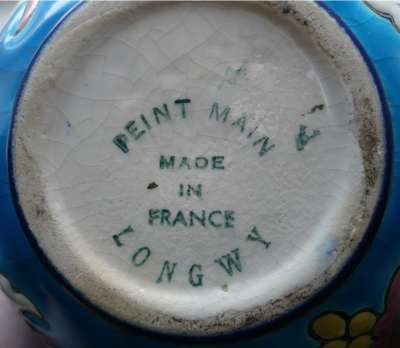 PEINT MAIN A
MADE
IN
FRANCE
LONGWY